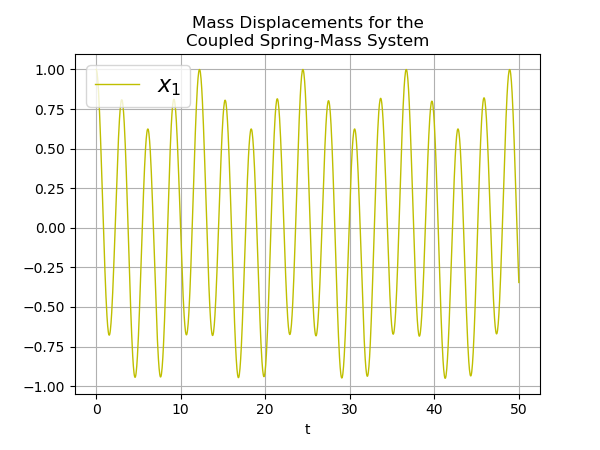 Mass Displacements for the
Coupled Spring-Mass System
1.00
0.75
0.50
0.25
0.00
−0.25
−0.50
−0.75
−1.00
x₁
0 10 20 30 40 50
t